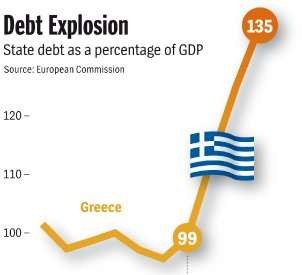 Debt Explosion
State debt as a percentage of GDP
Source: European Commission
135
120
110
Greece
100
99